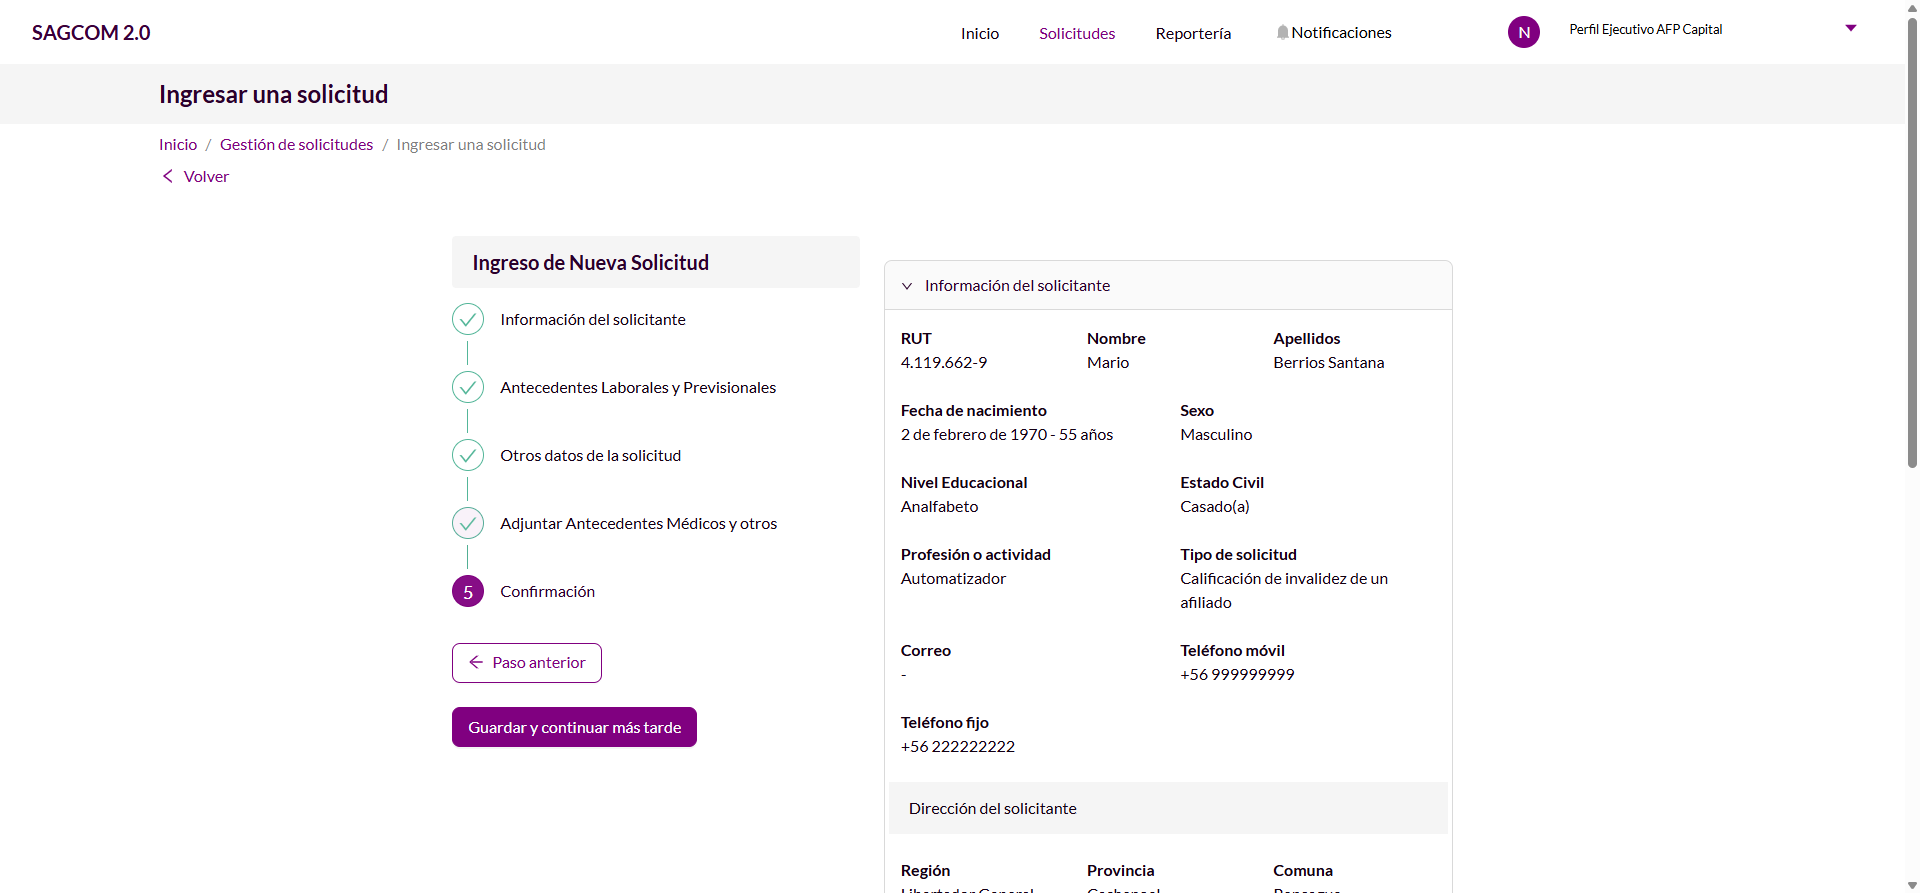 SAGCOM 2.0
Inicio
Solicitudes
Reportería
Notificaciones
N
Perfil Ejecutivo AFP Capital
Ingresar una solicitud
Inicio / Gestión de solicitudes / Ingresar una solicitud
Volver
Ingreso de Nueva Solicitud
Información del solicitante
Antecedentes Laborales y Previsionales
Otros datos de la solicitud
Adjuntar Antecedentes Médicos y otros
5 Confirmación
Paso anterior
Guardar y continuar más tarde
Información del solicitante
RUT Nombre Apellidos
4.119.662-9 Mario Berrios Santana
Fecha de nacimiento Sexo
2 de febrero de 1970 - 55 años Masculino
Nivel Educacional Estado Civil
Analfabeto Casado(a)
Profesión o actividad Tipo de solicitud
Automatizador Calificación de invalidez de un
afiliado
Correo Teléfono móvil
- +56 999999999
Teléfono fijo
+56 222222222
Dirección del solicitante
Región Provincia Comuna